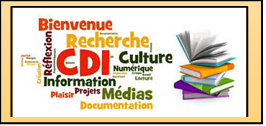 Bienvenue
Recherche
Réflexion
CDI
Culture
Numérique
Information
Lecture
Plaisir
Projets
Médias
Documentation